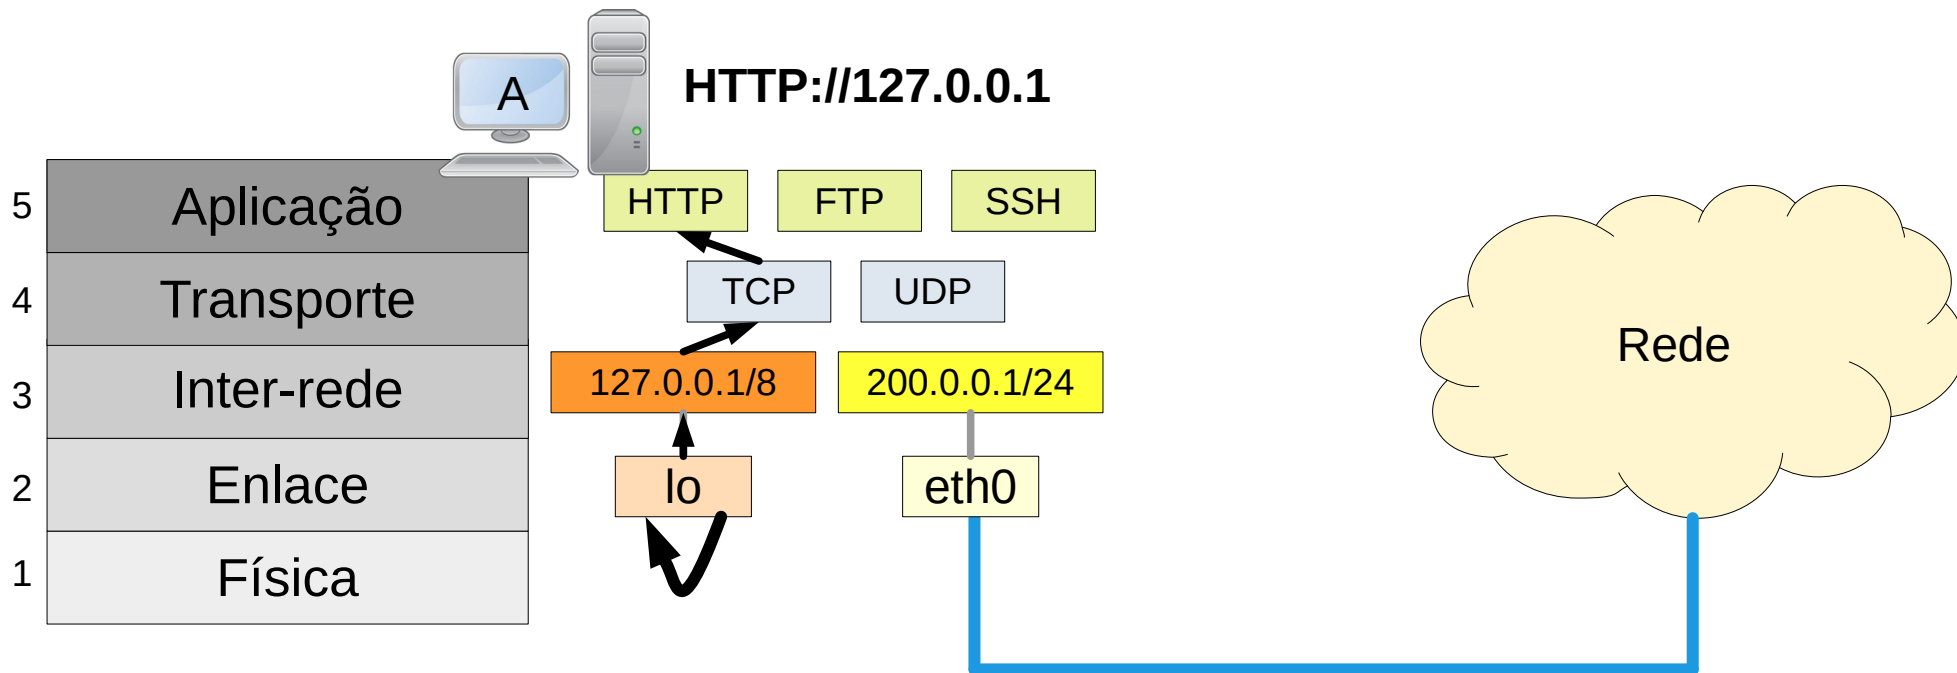 A
HTTP://127.0.0.1
5
Aplicação
HTTP
FTP
SSH
4
Transporte
TCP
UDP
3
Inter-rede
127.0.0.1/8
200.0.0.1/24
Rede
2
Enlace
lo
eth0
1
Física